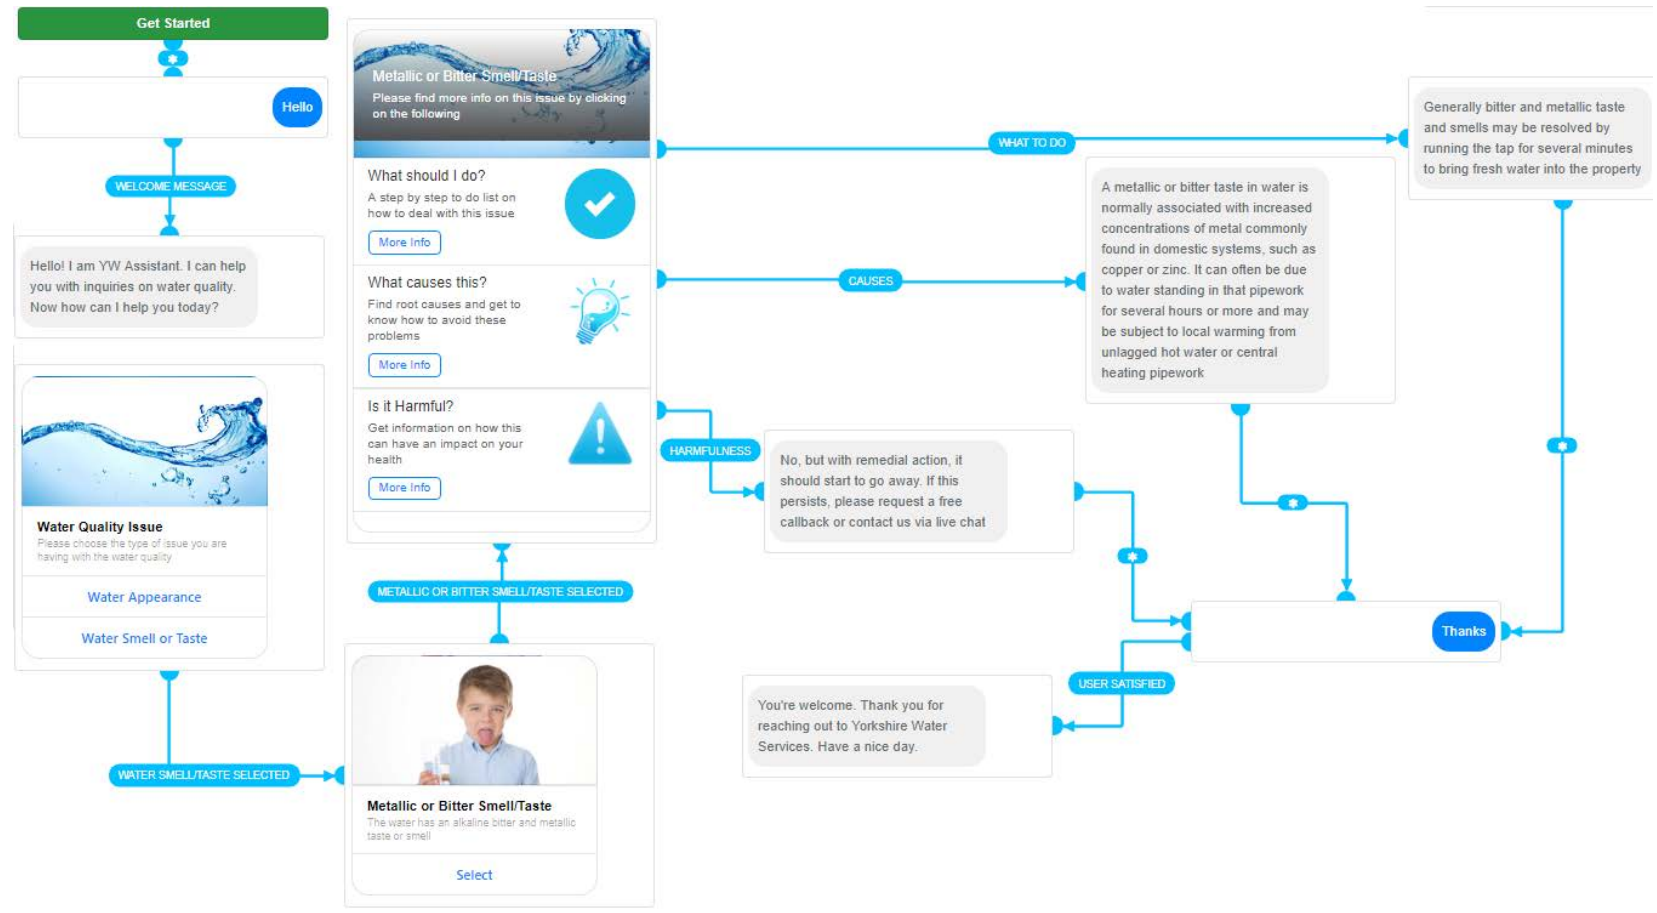 Get Started
Hello
WELCOME MESSAGE
Hello! I am YW Assistant. I can help
you with inquiries on water quality.
Now how can I help you today?
Water Quality Issue
Please choose the type of issue you are
having with the water quality
Water Appearance
Water Smell or Taste
WATER SMELL/TASTE SELECTED
Metallic or Bitter Smell/Taste
The water has an alkaline bitter and metallic
taste or smell
Select
METALLIC OR BITTER SMELL/TASTE SELECTED
Metallic or Bitter Smell/Taste
Please find more info on this issue by clicking
on the following
What should I do?
A step by step to do list on
how to deal with this issue
More Info
What causes this?
Find root causes and get to
know how to avoid these
problems
More Info
Is it Harmful?
Get information on how this
can have an impact on your
health
More Info
WHAT TO DO
Generally bitter and metallic taste
and smells may be resolved by
running the tap for several minutes
to bring fresh water into the property
CAUSES
A metallic or bitter taste in water is
normally associated with increased
concentrations of metal commonly
found in domestic systems, such as
copper or zinc. It can often be due
to water standing in that pipework
for several hours or more and may
be subject to local warming from
unlagged hot water or central
heating pipework
HARMFULNESS
No, but with remedial action, it
should start to go away. If this
persists, please request a free
callback or contact us via live chat
Thanks
USER SATISFIED
You're welcome. Thank you for
reaching out to Yorkshire Water
Services. Have a nice day.